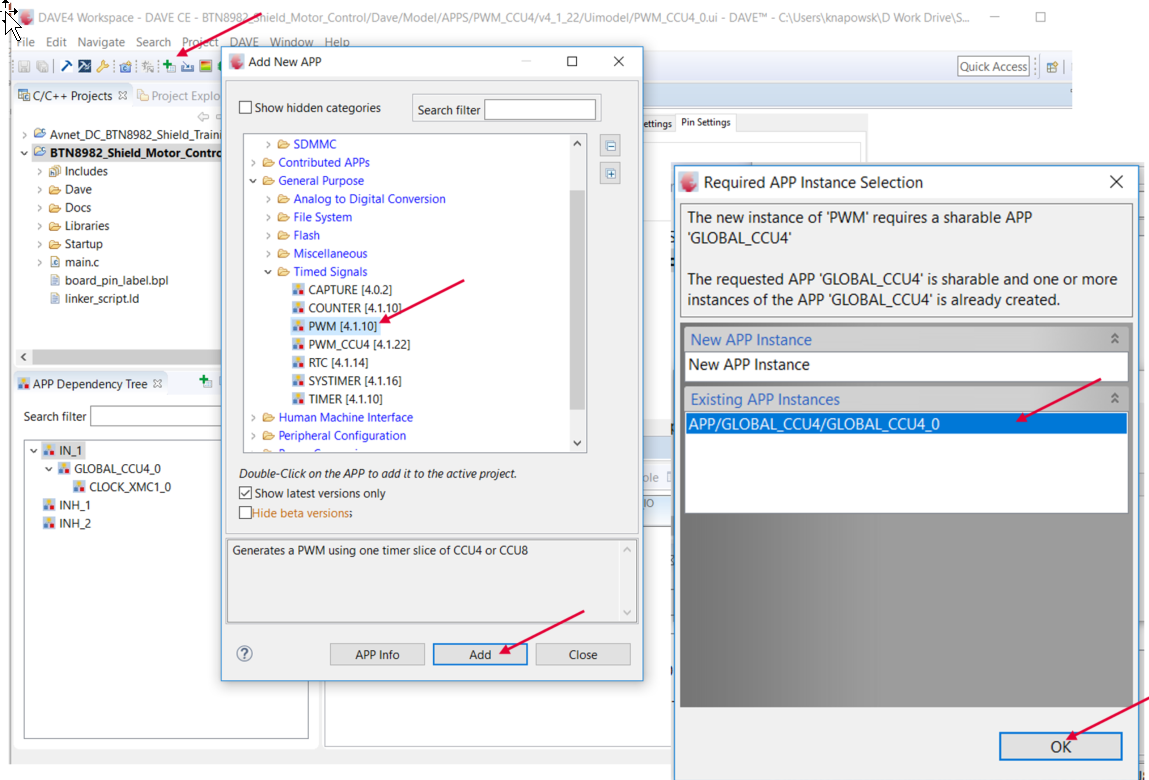 DAVE4 Workspace - DAVE CE - BTN8982_Shield_Motor_Control/Dave/Model/APPS/PWM_CCU4/v4_1_22/Uimodel/PWM_CCU4_0.ui - DAVE™ - C:\Users\knapowsk\D Work Drive\S...
File Edit Navigate Search Project DAVE Window Help
Quick Access
C/C++ Projects
Project Explo
Avnet_DC_BTN8982_Shield_Traini
BTN8982_Shield_Motor_Contro
Includes
Dave
Docs
Libraries
Startup
main.c
board_pin_label.bpl
linker_script.ld
APP Dependency Tree
Search filter
IN_1
GLOBAL_CCU4_0
CLOCK_XMC1_0
INH_1
INH_2
Add New APP
Show hidden categories
Search filter
SDMMC
Contributed APPs
General Purpose
Analog to Digital Conversion
File System
Flash
Miscellaneous
Timed Signals
CAPTURE [4.0.2]
COUNTER [4.1.10]
PWM [4.1.10]
PWM_CCU4 [4.1.22]
RTC [4.1.14]
SYSTIMER [4.1.16]
TIMER [4.1.10]
Human Machine Interface
Peripheral Configuration
Double-Click on the APP to add it to the active project.
Show latest versions only
Hide beta versions;
Generates a PWM using one timer slice of CCU4 or CCU8
APP Info
Add
Close
ettings
Pin Settings
Required APP Instance Selection
The new instance of 'PWM' requires a sharable APP
'GLOBAL_CCU4'
The requested APP 'GLOBAL_CCU4' is sharable and one or more
instances of the APP 'GLOBAL_CCU4' is already created.
New APP Instance
New APP Instance
Existing APP Instances
APP/GLOBAL_CCU4/GLOBAL_CCU4_0
OK